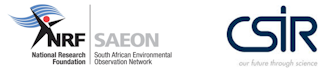 NRF
SAEON
National Research
Foundation
South African Environmental
Observation Network
CSIR
our future through science